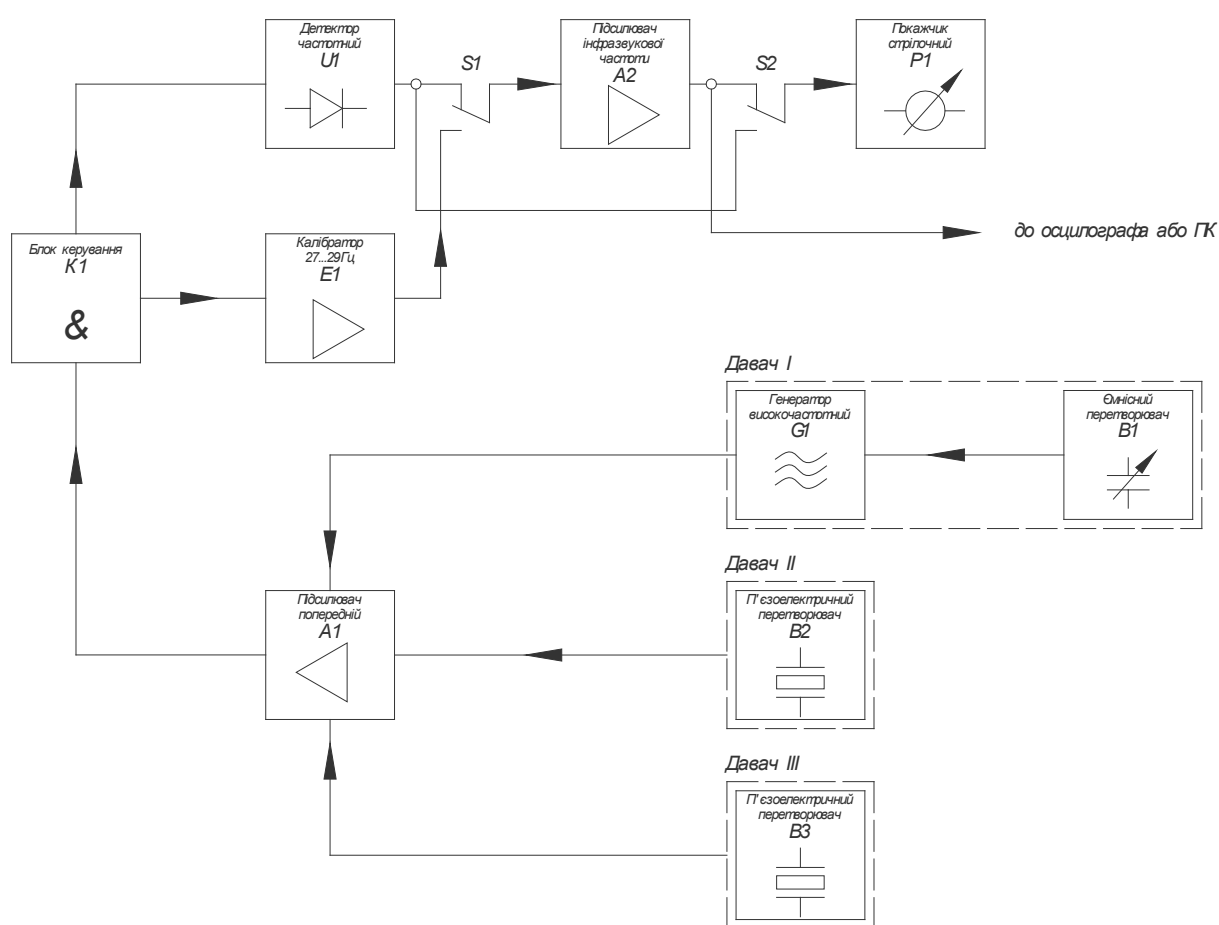 Детектор
частотний
U1
S1
Підсилювач
інфразвукової
частоти
A2
S2
Покажчик
стрілочний
P1
до осцилографа або ПК
Блок керування
K1
&
Калібратор
27...29Гц
E1
Давач I
Генератор
високочастотний
G1
Ємнісний
перетворювач
B1
Підсилювач
попередній
A1
Давач II
П'єзоелектричний
перетворювач
B2
Давач III
П'єзоелектричний
перетворювач
B3